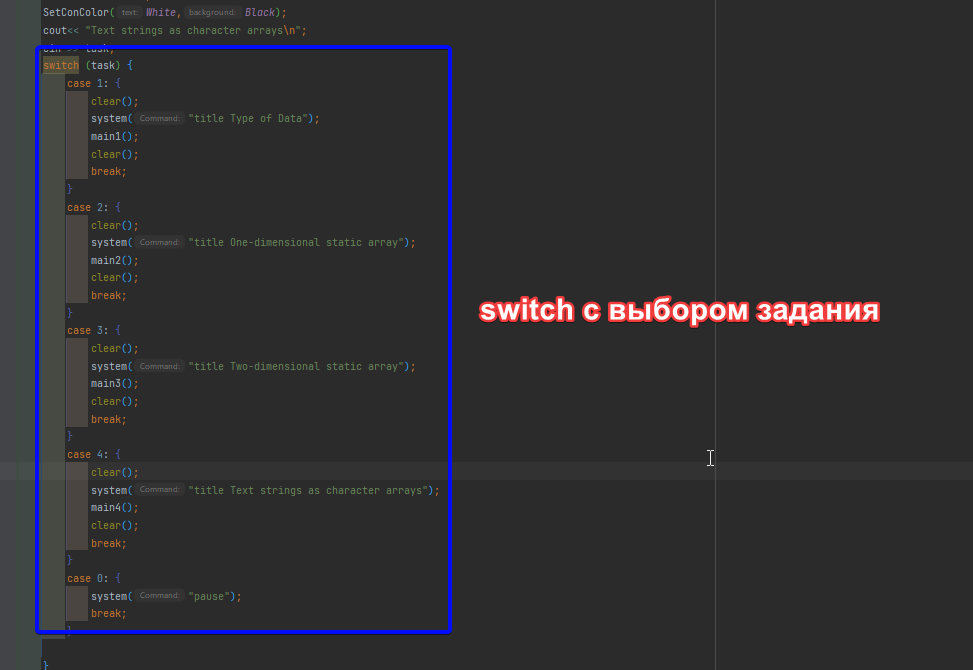 SetConColor( text: White, background: Black);
cout<< "Text strings as character arrays\n";
cin >> task;
switch (task) {
case 1: {
clear();
system( Command: "title Type of Data");
main1();
clear();
break;
}
case 2: {
clear();
system( Command: "title One-dimensional static array");
main2();
clear();
break;
}
switch с выбором задания
case 3: {
clear();
system( Command: "title Two-dimensional static array");
main3();
clear();
break;
}
case 4: {
clear();
system( Command: "title Text strings as character arrays");
main4();
clear();
break;
}
case 0: {
system( Command: "pause");
break;
}
}